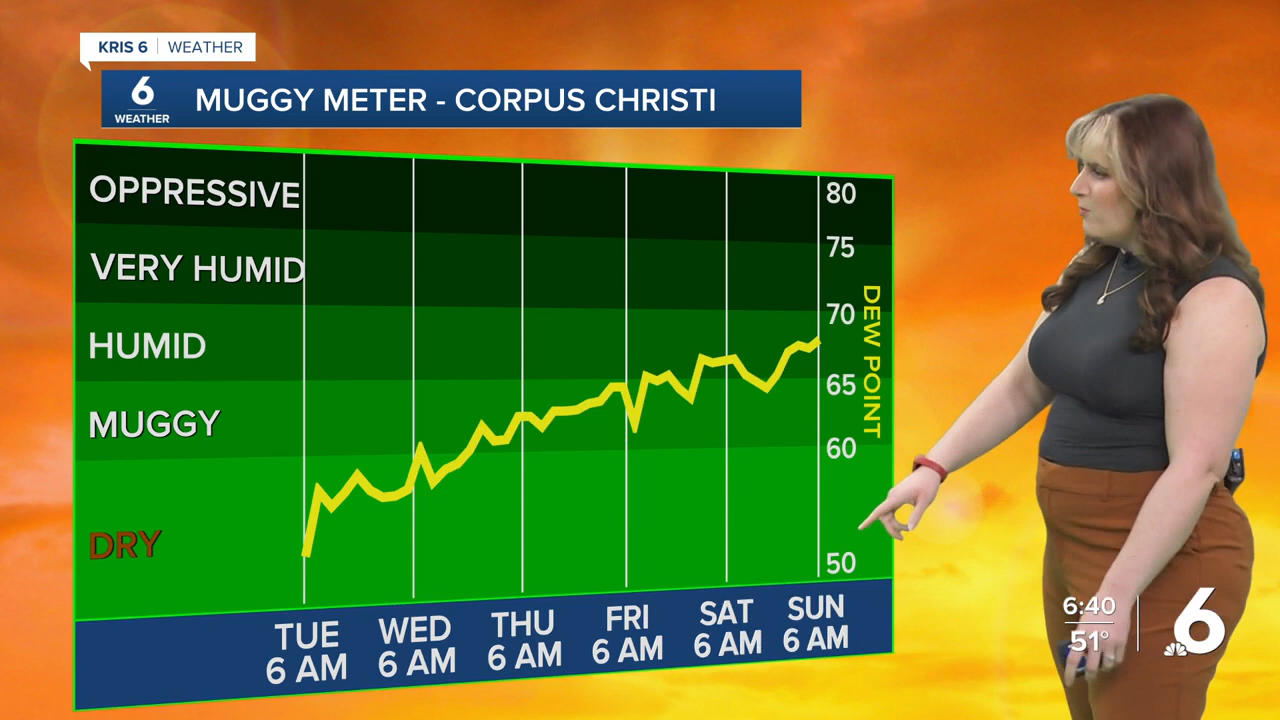 KRIS 6 | WEATHER
6
WEATHER
MUGGY METER - CORPUS CHRISTI
OPPRESSIVE
VERY HUMID
HUMID
MUGGY
DRY
80
75
70
65
60
50
DEW POINT
TUE
6 AM
WED
6 AM
THU
6 AM
FRI
6 AM
SAT
6 AM
SUN
6 AM
6:40
51°
6